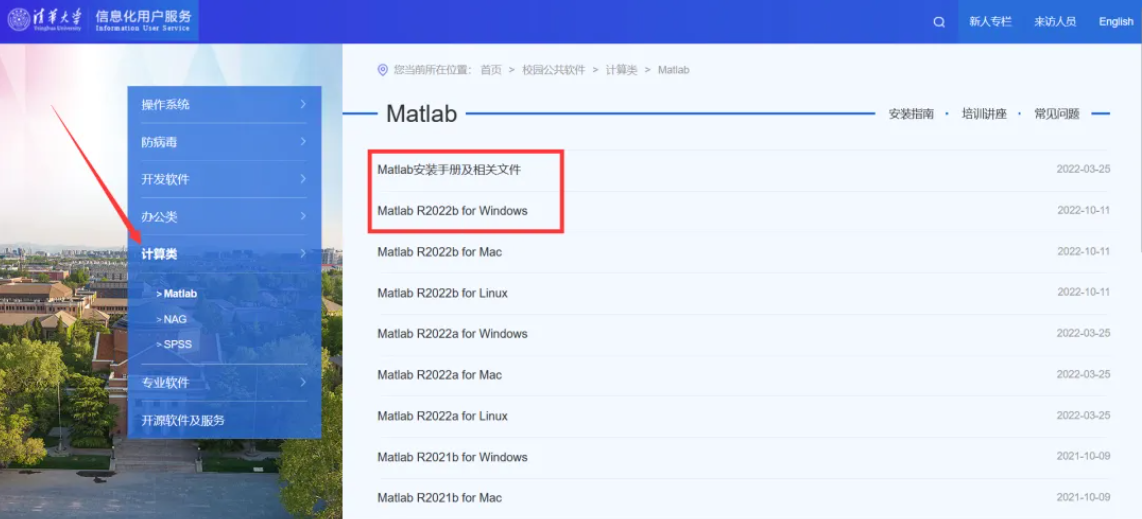 清华大学
Tsinghua University
信息化用户服务
Information User Service
新人专栏
来访人员
English
操作系统
防病毒
开发软件
办公类
计算类
> Matlab
> NAG
> SPSS
专业软件
开源软件及服务
您当前所在位置: 首页 > 校园公共软件 > 计算类 > Matlab
Matlab
安装指南 · 培训讲座 · 常见问题
Matlab安装手册及相关文件 2022-03-25
Matlab R2022b for Windows 2022-10-11
Matlab R2022b for Mac 2022-10-11
Matlab R2022b for Linux 2022-10-11
Matlab R2022a for Windows 2022-03-25
Matlab R2022a for Mac 2022-03-25
Matlab R2022a for Linux 2022-03-25
Matlab R2021b for Windows 2021-10-09
Matlab R2021b for Mac 2021-10-09